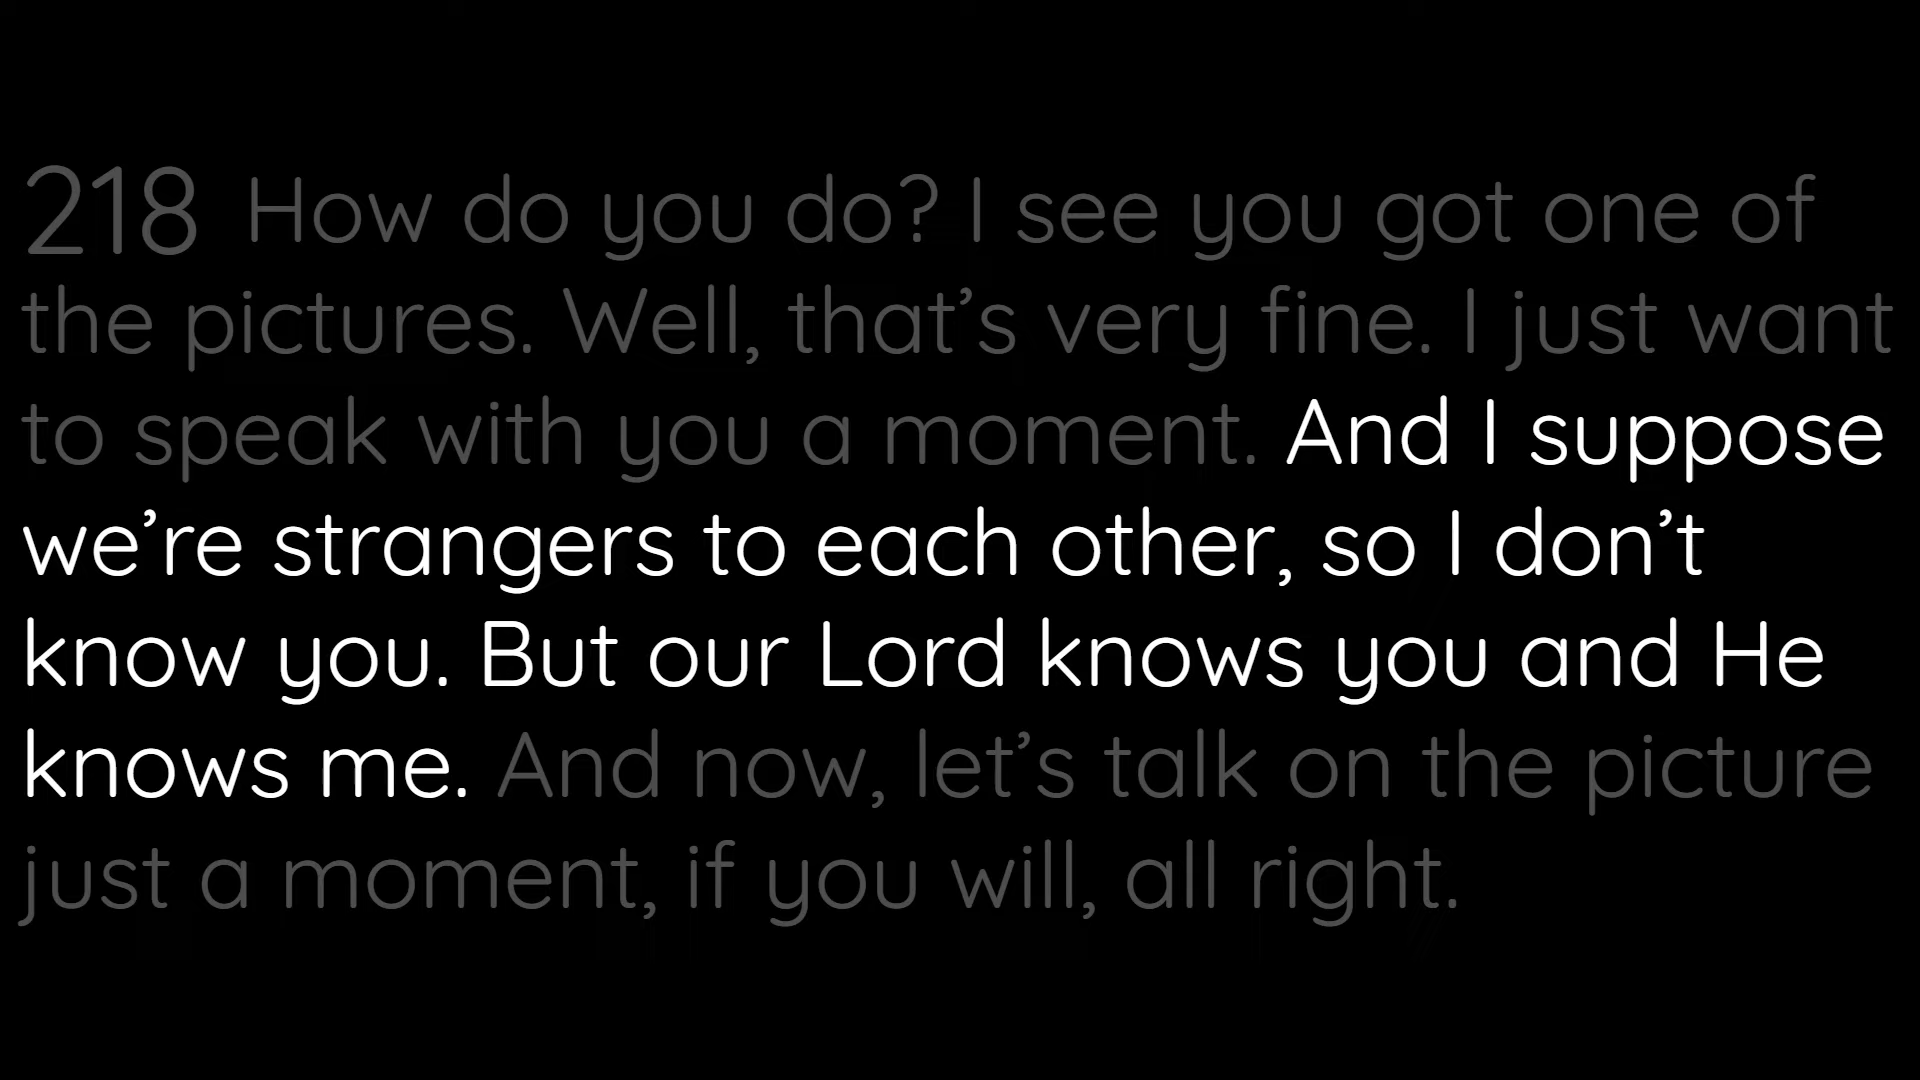 218 How do you do? I see you got one of
the pictures. Well, that’s very fine. I just want
to speak with you a moment. And I suppose
we’re strangers to each other, so I don’t
know you. But our Lord knows you and He
knows me. And now, let’s talk on the picture
just a moment, if you will, all right.